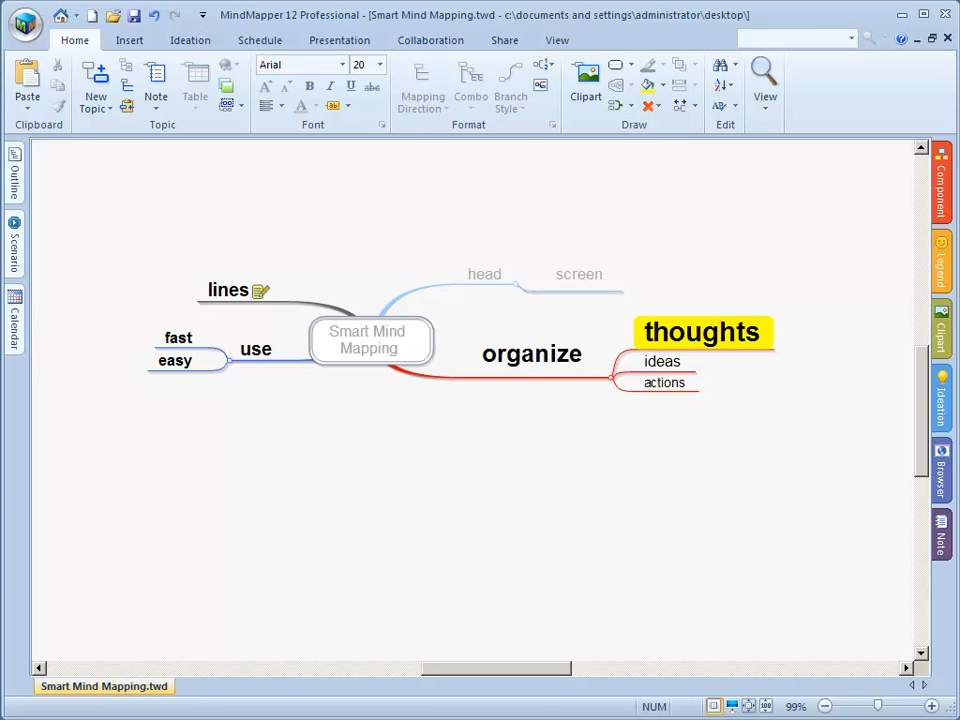 MindMapper 12 Professional - [Smart Mind Mapping.twd - c:\documents and settings\administrator\desktop\]
Home Insert Ideation Schedule Presentation Collaboration Share View
Arial 20
Paste New Topic Note Table B I U abc A Mapping Direction Combo Branch Style Clipart View
Clipboard Topic Font Format Draw Edit
Outline
Scenario
Calendar
Component
Legend
Clipart
Ideation
Browser
Note
head screen
lines
fast
easy
use
Smart Mind
Mapping
organize
thoughts
ideas
actions
Smart Mind Mapping.twd
NUM 99%